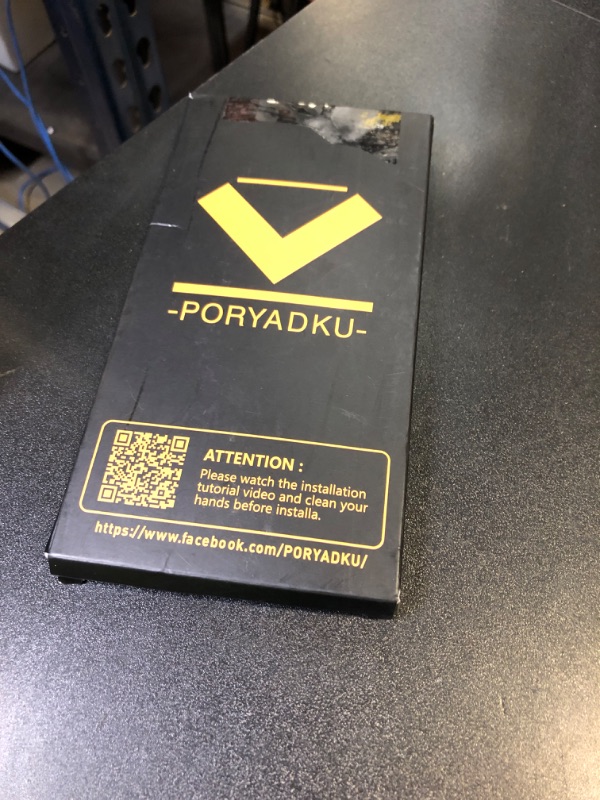 -PORYADKU-
ATTENTION :
Please watch the installation
tutorial video and clean your
hands before installa.
https://www.facebook.com/PORYADKU/